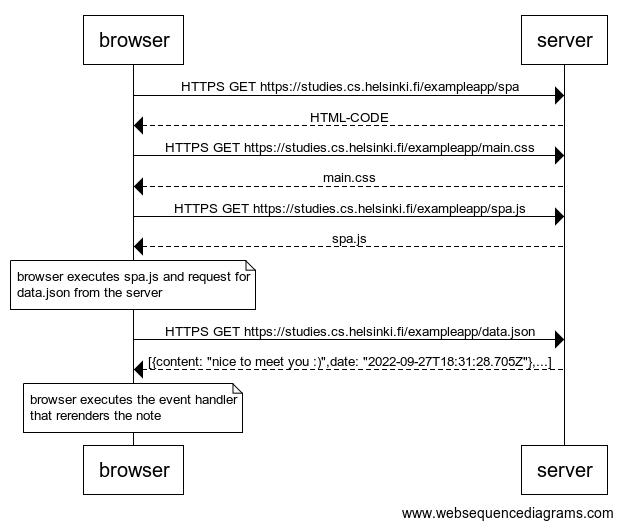 browser
server
HTTPS GET https://studies.cs.helsinki.fi/exampleapp/spa
HTML-CODE
HTTPS GET https://studies.cs.helsinki.fi/exampleapp/main.css
main.css
HTTPS GET https://studies.cs.helsinki.fi/exampleapp/spa.js
spa.js
browser executes spa.js and request for
data.json from the server
HTTPS GET https://studies.cs.helsinki.fi/exampleapp/data.json
[{content: "nice to meet you :)",date: "2022-09-27T18:31:28.705Z"},...]
browser executes the event handler
that rerenders the note
browser
server
www.websequencediagrams.com